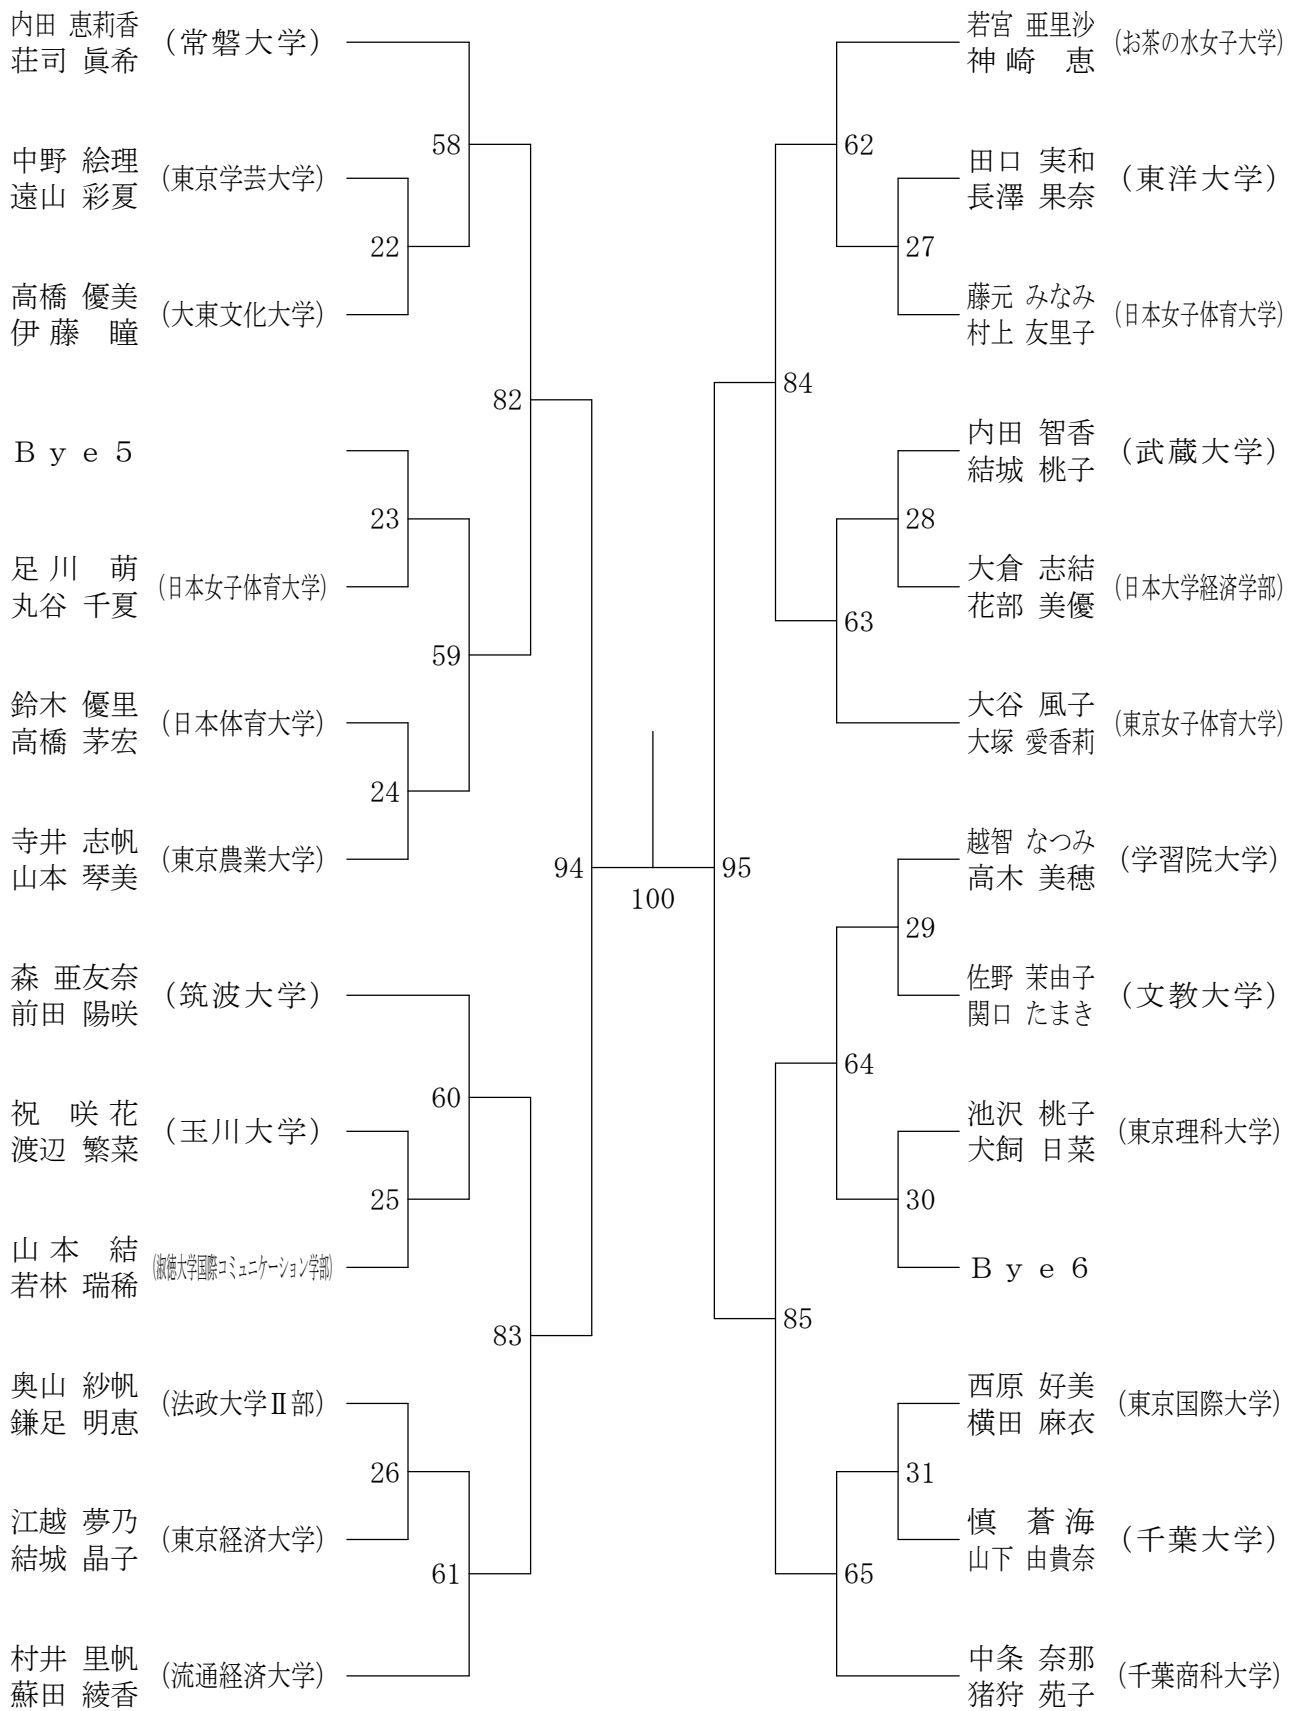 内田 恵莉香
荘司 眞希
（常磐大学）
中野 絵理
遠山 彩夏
（東京学芸大学）
高橋 優美
伊藤 瞳
（大東文化大学）
Bye5
足川 萌
丸谷 千夏
（日本女子体育大学）
鈴木 優里
高橋 茅宏
（日本体育大学）
寺井 志帆
山本 琴美
（東京農業大学）
森 亜友奈
前田 陽咲
（筑波大学）
祝 咲花
渡辺 繁菜
（玉川大学）
山本 結
若林 瑞稀
（淑徳大学国際コミュニケーション学部）
奥山 紗帆
鎌足 明恵
（法政大学Ⅱ部）
江越 夢乃
結城 晶子
（東京経済大学）
村井 里帆
蘇田 綾香
（流通経済大学）
58
22
82
23
59
24
94
60
25
83
26
61
100
95
62
27
84
28
63
29
64
30
85
31
65
若宮 亜里沙
神崎 恵
（お茶の水女子大学）
田口 実和
長澤 果奈
（東洋大学）
藤元 みなみ
村上 友里子
（日本女子体育大学）
内田 智香
結城 桃子
（武蔵大学）
大倉 志結
花部 美優
（日本大学経済学部）
大谷 風子
大塚 愛香莉
（東京女子体育大学）
越智 なつみ
高木 美穂
（学習院大学）
佐野 茉由子
関口 たまき
（文教大学）
池沢 桃子
犬飼 日菜
（東京理科大学）
Bye6
西原 好美
横田 麻衣
（東京国際大学）
慎 蒼海
山下 由貴奈
（千葉大学）
中条 奈那
猪狩 苑子
（千葉商科大学）